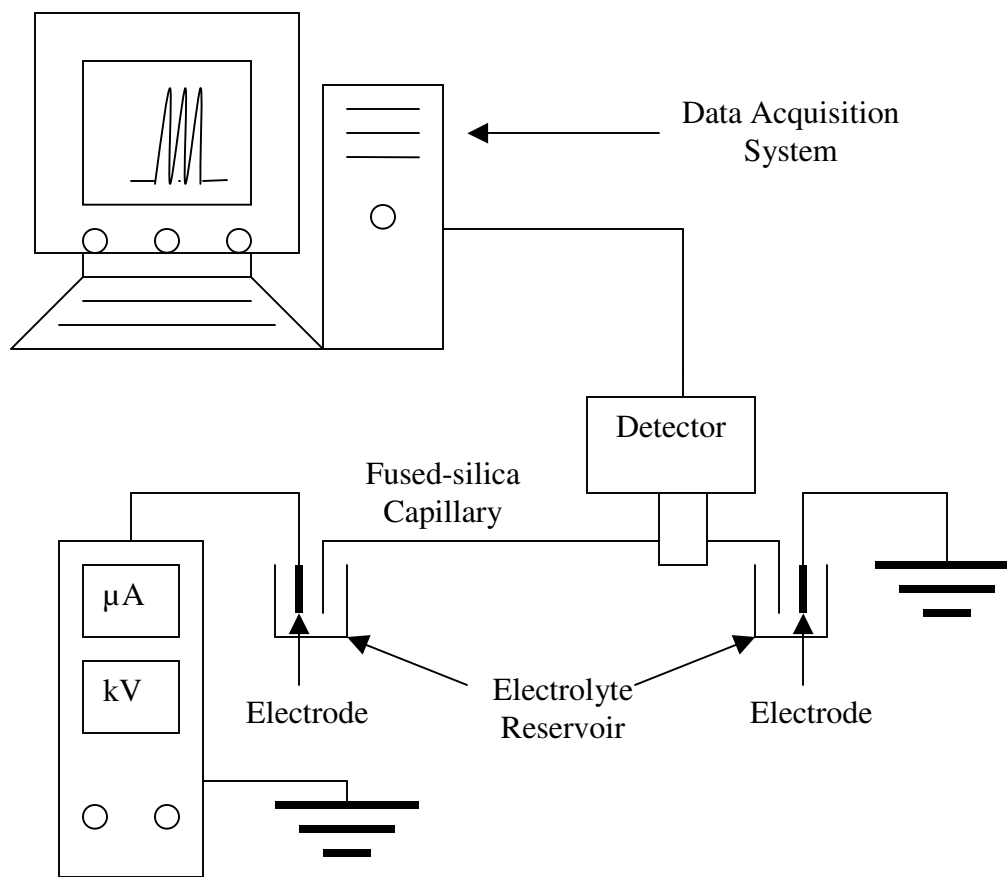 Data Acquisition
System
Detector
Fused-silica
Capillary
µA
kV
Electrode
Electrolyte
Reservoir
Electrode